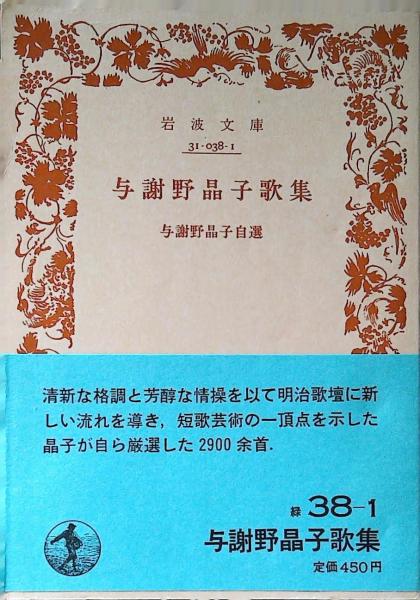 岩波文庫
31-038-1
与謝野晶子歌集
与謝野晶子自選
清新な格調と芳醇な情操を以て明治歌壇に新
しい流れを導き，短歌芸術の一頂点を示した
晶子が自ら厳選した2900余首．
緑 38-1
与謝野晶子歌集
定価450円